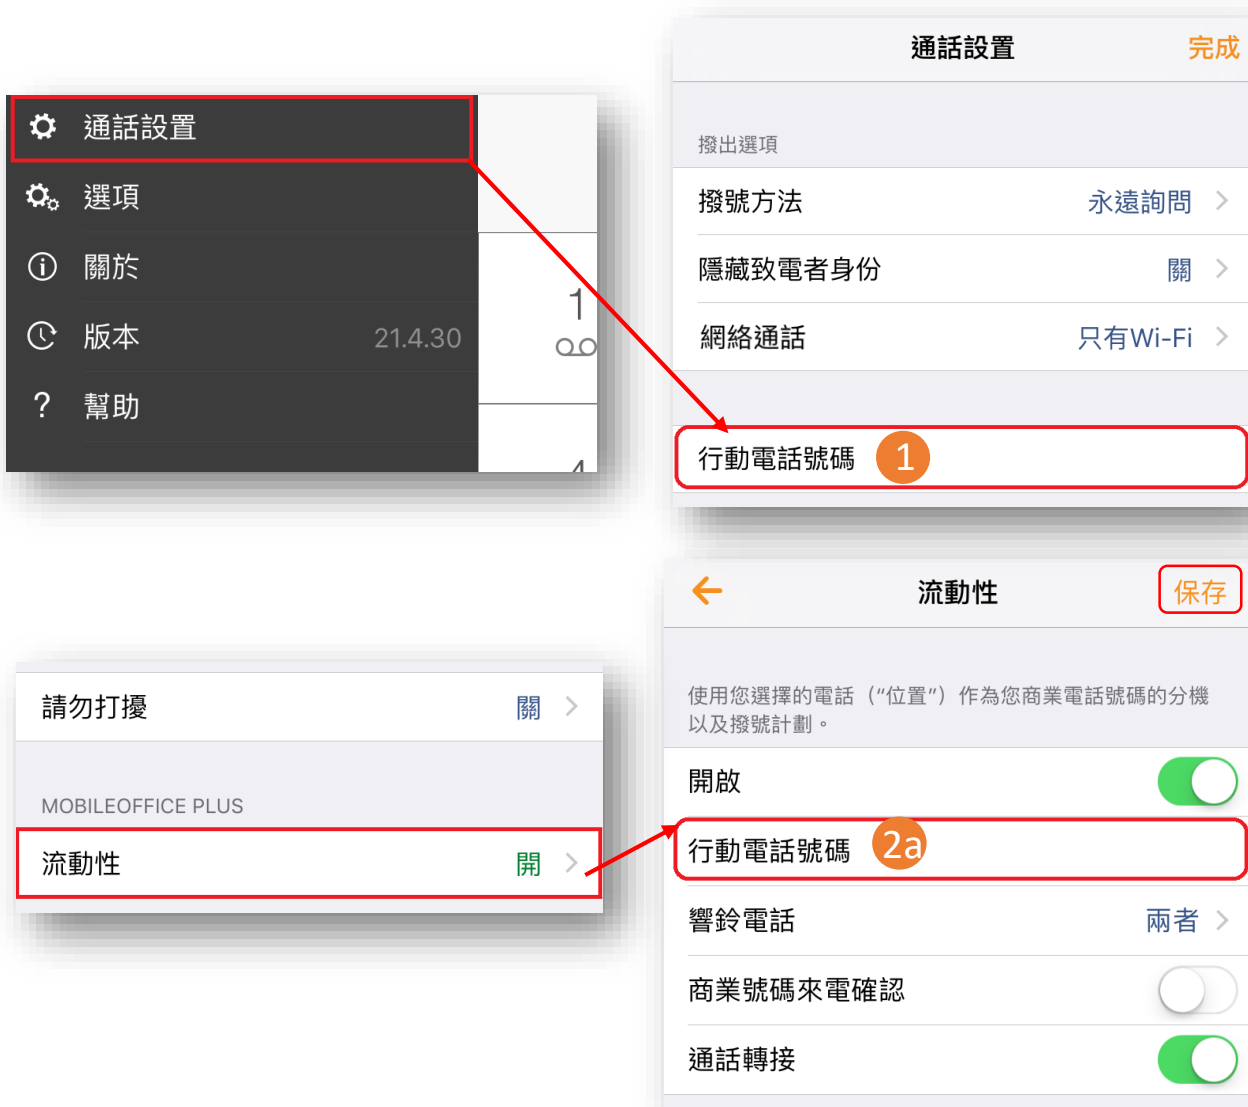 通話設置
選項
關於
版本 21.4.30
幫助
1
4
通話設置 完成
撥出選項
撥號方法 永遠詢問
隱藏致電者身份 關
網絡通話 只有Wi-Fi
行動電話號碼 1
請勿打擾 關
MOBILEOFFICE PLUS
流動性 開
流動性 保存
使用您選擇的電話（“位置”）作為您商業電話號碼的分機
以及撥號計劃。
開啟
行動電話號碼 2a
響鈴電話 兩者
商業號碼來電確認
通話轉接